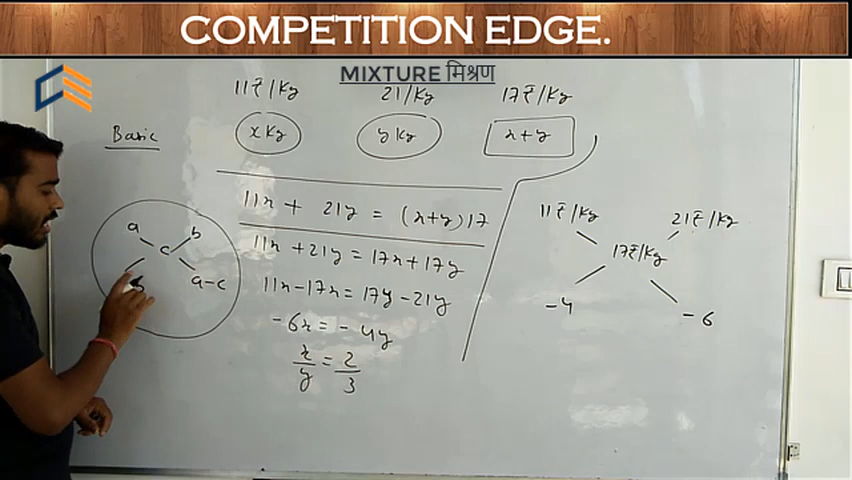 COMPETITION EDGE.
MIXTURE मिश्रण
11₹/Kg 21/Kg 17₹/Kg
Basic
x Kg y Kg x+y
11x + 21y = (x+y)17
11x + 21y = 17x + 17y
11x - 17x = 17y - 21y
-6x = -4y
x/y = 2/3
a b
c
a-c
11₹/Kg 21₹/Kg
17₹/Kg
-4 -6